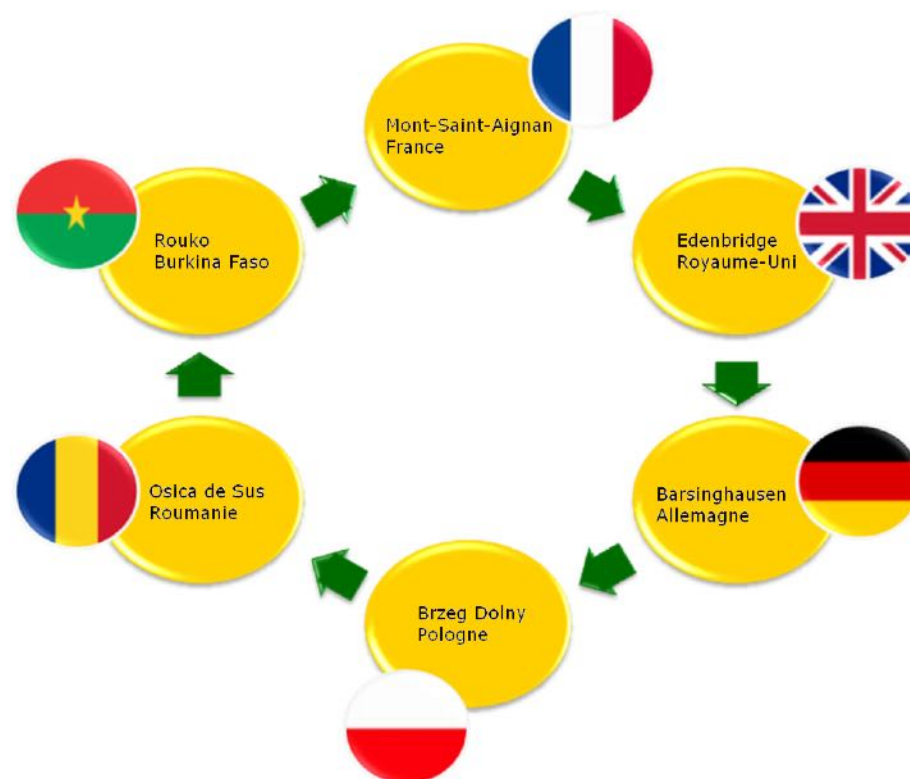 Mont-Saint-Aignan
France
Edenbridge
Royaume-Uni
Barsinghausen
Allemagne
Brzeg Dolny
Pologne
Osica de Sus
Roumanie
Rouko
Burkina Faso